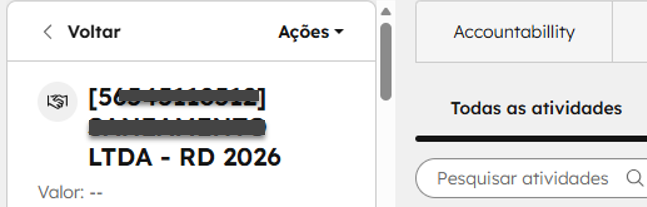 Voltar
Ações
LTDA - RD 2026
Valor: --
Accountabillity
Todas as atividades
Pesquisar atividades